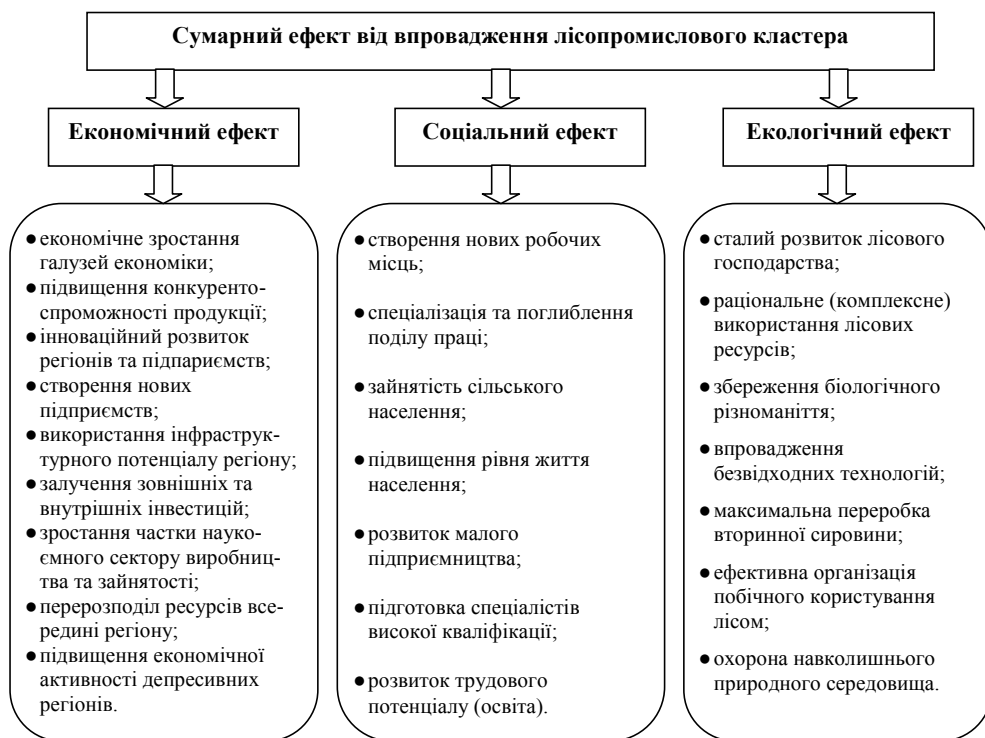 Сумарний ефект від впровадження лісопромислового кластера
Економічний ефект
Соціальний ефект
Екологічний ефект
● економічне зростання
галузей економіки;
● підвищення конкуренто-
спроможності продукції;
● інноваційний розвиток
регіонів та підпариємств;
● створення нових
підприємств;
● використання інфраструк-
турного потенціалу регіону;
● залучення зовнішніх та
внутрішніх інвестицій;
● зростання частки науко-
ємного сектору виробниц-
тва та зайнятості;
● перерозподіл ресурсів все-
редині регіону;
● підвищення економічної
активності депресивних
регіонів.
● створення нових робочих
місць;
● спеціалізація та поглиблення
поділу праці;
● зайнятість сільського
населення;
● підвищення рівня життя
населення;
● розвиток малого
підприємництва;
● підготовка спеціалістів
високої кваліфікації;
● розвиток трудового
потенціалу (освіта).
● сталий розвиток лісового
господарства;
● раціональне (комплексне)
використання лісових
ресурсів;
● збереження біологічного
різноманіття;
● впровадження
безвідходних технологій;
● максимальна переробка
вторинної сировини;
● ефективна організація
побічного користування
лісом;
● охорона навколишнього
природного середовища.